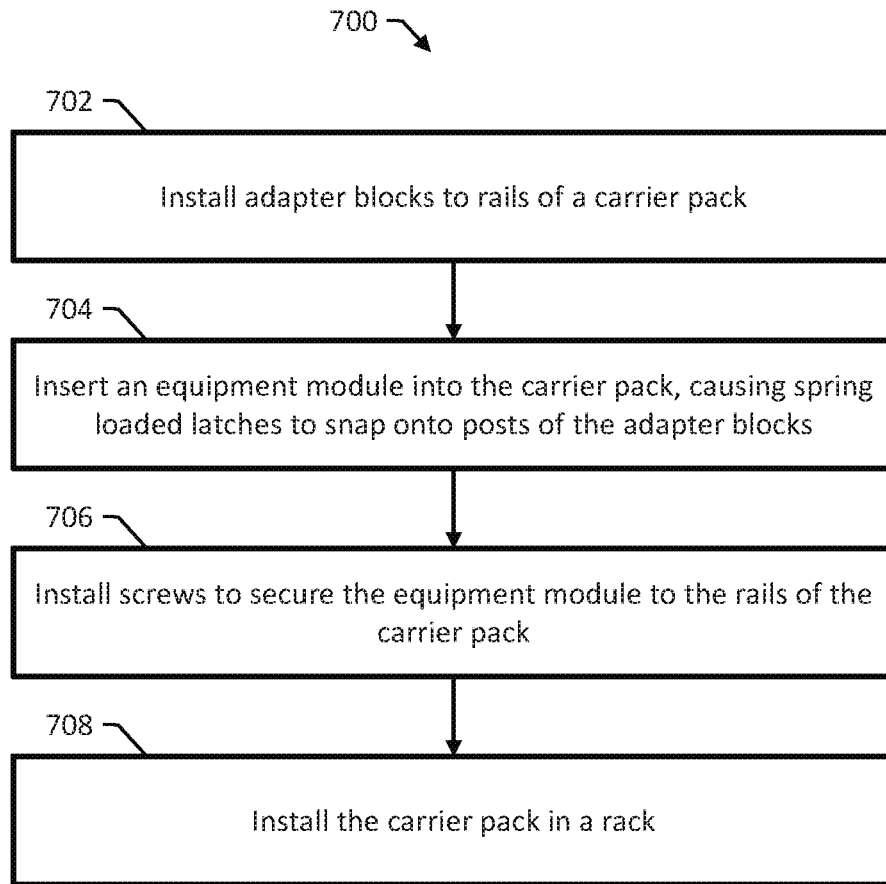 700
702
Install adapter blocks to rails of a carrier pack
704
Insert an equipment module into the carrier pack, causing spring
loaded latches to snap onto posts of the adapter blocks
706
Install screws to secure the equipment module to the rails of the
carrier pack
708
Install the carrier pack in a rack